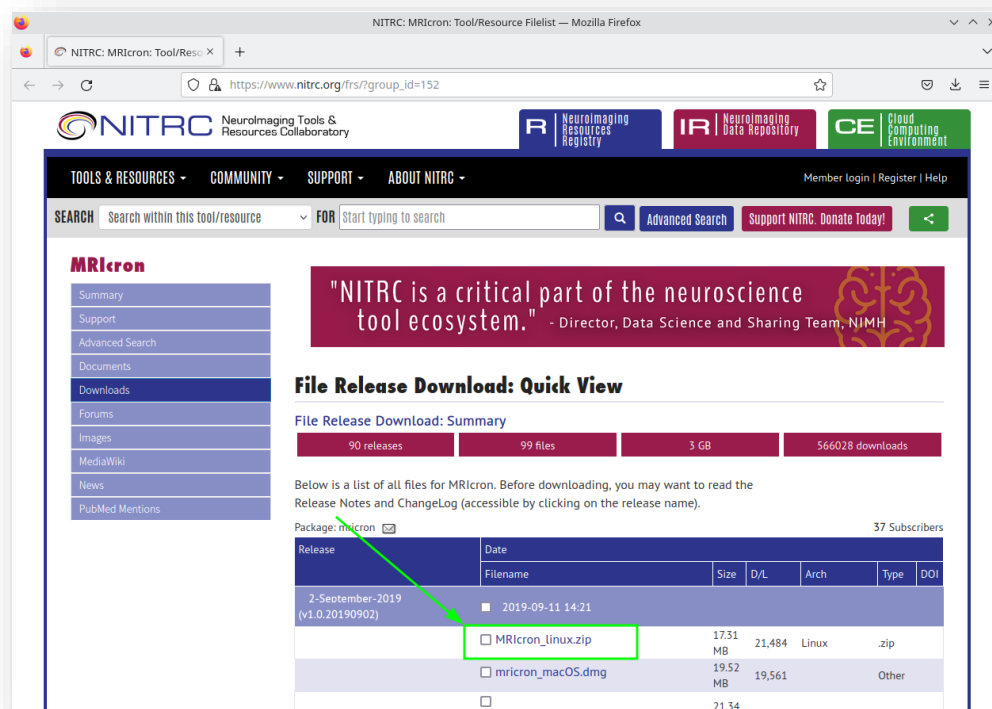 NITRC: MRIcron: Tool/Resource Filelist — Mozilla Firefox
NITRC: MRIcron: Tool/Reso
https://www.nitrc.org/frs/?group_id=152
NITRC NeuroImaging Tools & Resources Collaboratory
R Neuroimaging Resources Registry
IR Neuroimaging Data Repository
CE Cloud Computing Environment
TOOLS & RESOURCES COMMUNITY SUPPORT ABOUT NITRC Member login | Register | Help
SEARCH Search within this tool/resource FOR Start typing to search Advanced Search Support NITRC. Donate Today!
MRIcron
Summary
Support
Advanced Search
Documents
Downloads
Forums
Images
MediaWiki
News
PubMed Mentions
"NITRC is a critical part of the neuroscience
tool ecosystem." - Director, Data Science and Sharing Team, NIMH
File Release Download: Quick View
File Release Download: Summary
90 releases 99 files 3 GB 566028 downloads
Below is a list of all files for MRIcron. Before downloading, you may want to read the
Release Notes and ChangeLog (accessible by clicking on the release name).
Package: mricron 37 Subscribers
Release Date
Filename Size D/L Arch Type DOI
2-September-2019
(v1.0.20190902) 2019-09-11 14:21
MRIcron_linux.zip 17.31 MB 21,484 Linux .zip
mricron_macOS.dmg 19.52 MB 19,561 Other
21.34